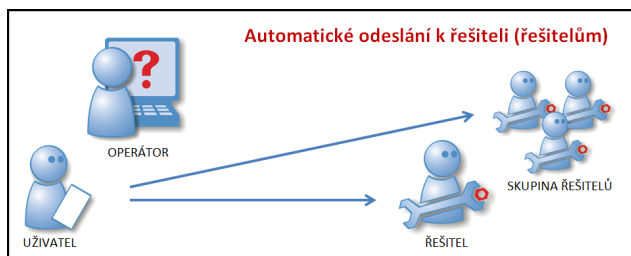 Automatické odeslání k řešiteli (řešitelům)
?
OPERÁTOR
SKUPINA ŘEŠITELŮ
UŽIVATEL
ŘEŠITEL